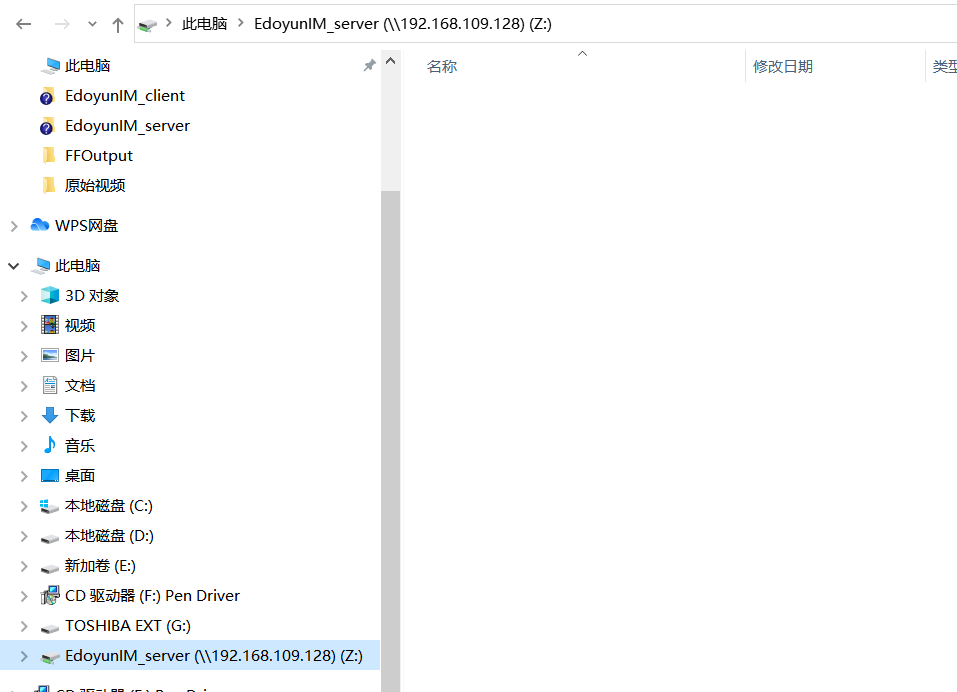 此电脑 EdoyunIM_server (\\192.168.109.128) (Z:)
名称 修改日期 类型
此电脑
EdoyunIM_client
EdoyunIM_server
FFOutput
原始视频
WPS网盘
此电脑
3D 对象
视频
图片
文档
下载
音乐
桌面
本地磁盘 (C:)
本地磁盘 (D:)
新加卷 (E:)
CD 驱动器 (F:) Pen Driver
TOSHIBA EXT (G:)
EdoyunIM_server (\\192.168.109.128) (Z:)